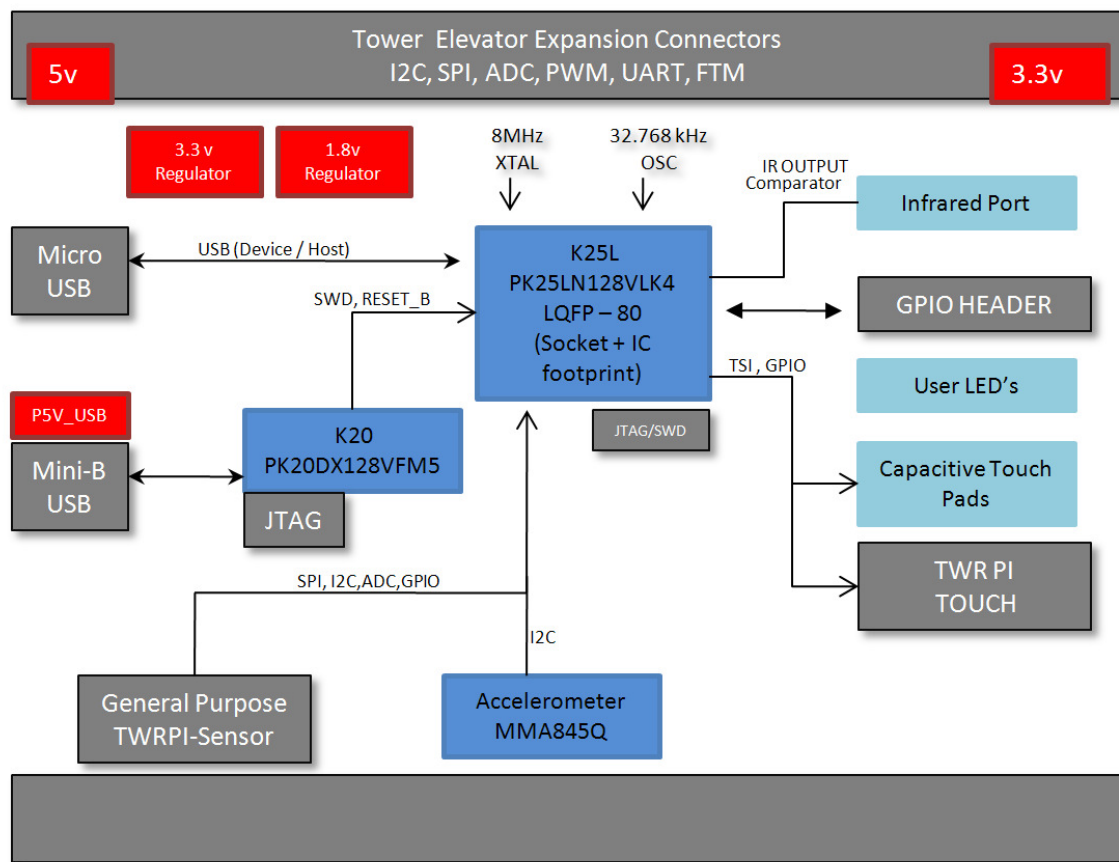 Tower Elevator Expansion Connectors
I2C, SPI, ADC, PWM, UART, FTM
5v
3.3v
3.3 v
Regulator
1.8v
Regulator
8MHz
XTAL
32.768 kHz
OSC
IR OUTPUT
Comparator
Infrared Port
Micro
USB
USB (Device / Host)
K25L
PK25LN128VLK4
LQFP – 80
(Socket + IC
footprint)
GPIO HEADER
SWD, RESET_B
TSI , GPIO
User LED's
P5V_USB
Mini-B
USB
K20
PK20DX128VFM5
JTAG
JTAG/SWD
Capacitive Touch
Pads
TWR PI
TOUCH
SPI, I2C,ADC,GPIO
I2C
General Purpose
TWRPI-Sensor
Accelerometer
MMA845Q